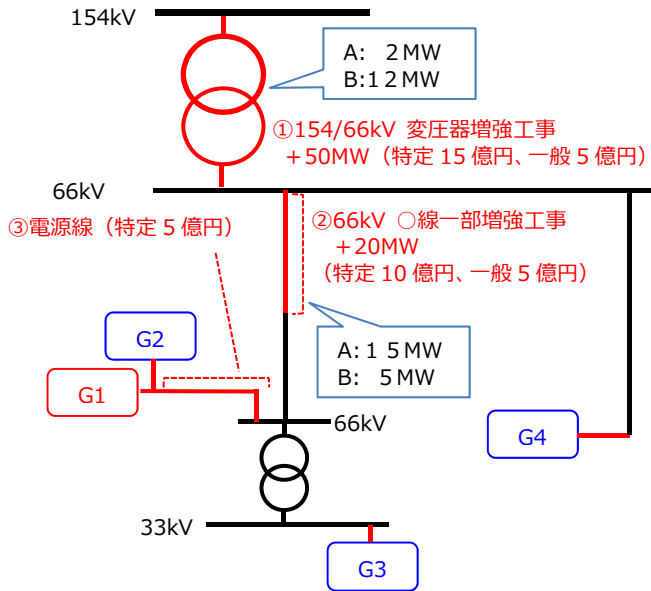 154kV
A: 2MW
B:12MW
①154/66kV 変圧器増強工事
+50MW（特定 15 億円、一般 5 億円）
66kV
③電源線（特定 5 億円）
②66kV ○線一部増強工事
+20MW
（特定 10 億円、一般 5 億円）
A:15MW
B: 5MW
G2
G1
66kV
G4
33kV
G3